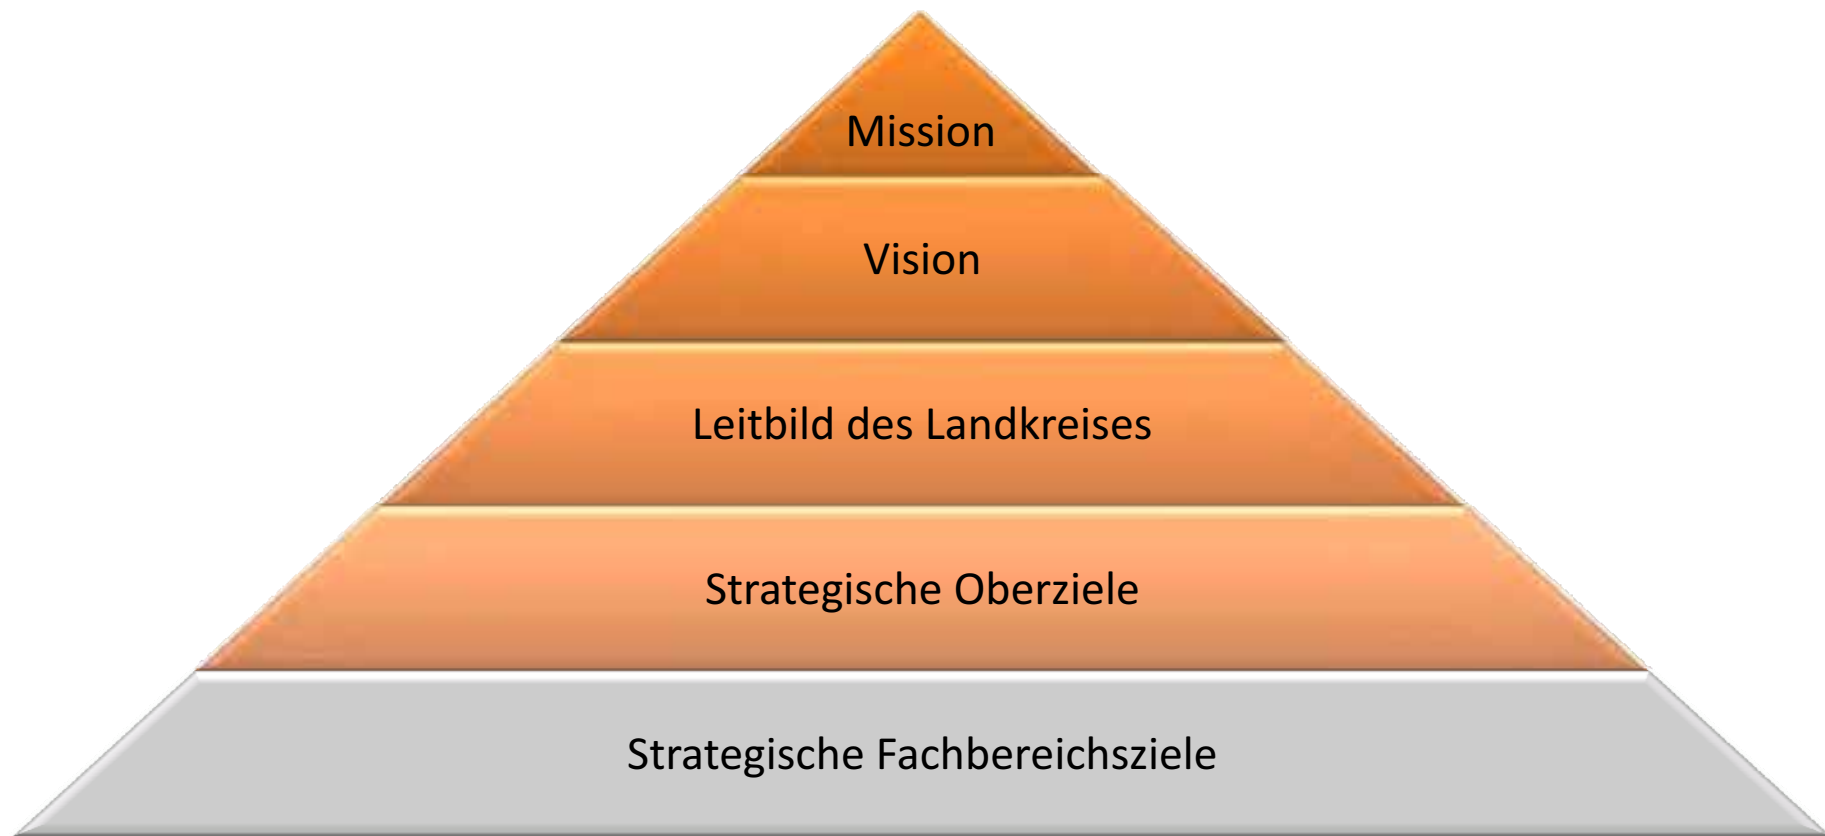 Mission
Vision
Leitbild des Landkreises
Strategische Oberziele
Strategische Fachbereichsziele